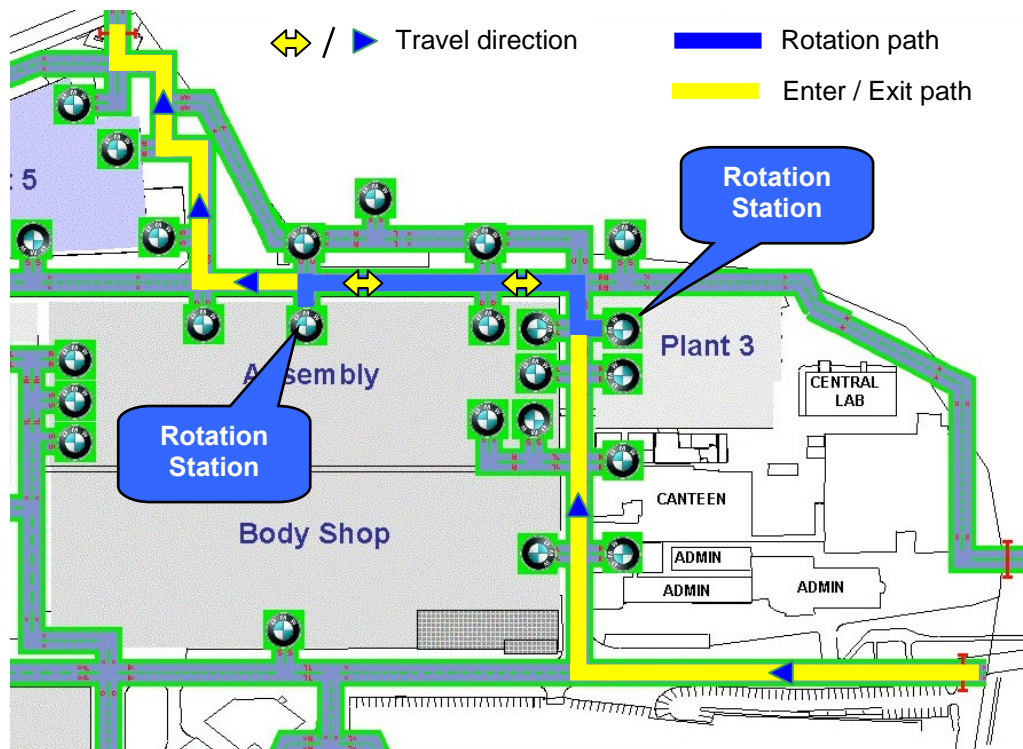 / Travel direction
Rotation path
Enter / Exit path
Rotation
Station
: 5
Plant 3
Assembly
CENTRAL
LAB
Rotation
Station
CANTEEN
Body Shop
ADMIN
ADMIN
ADMIN